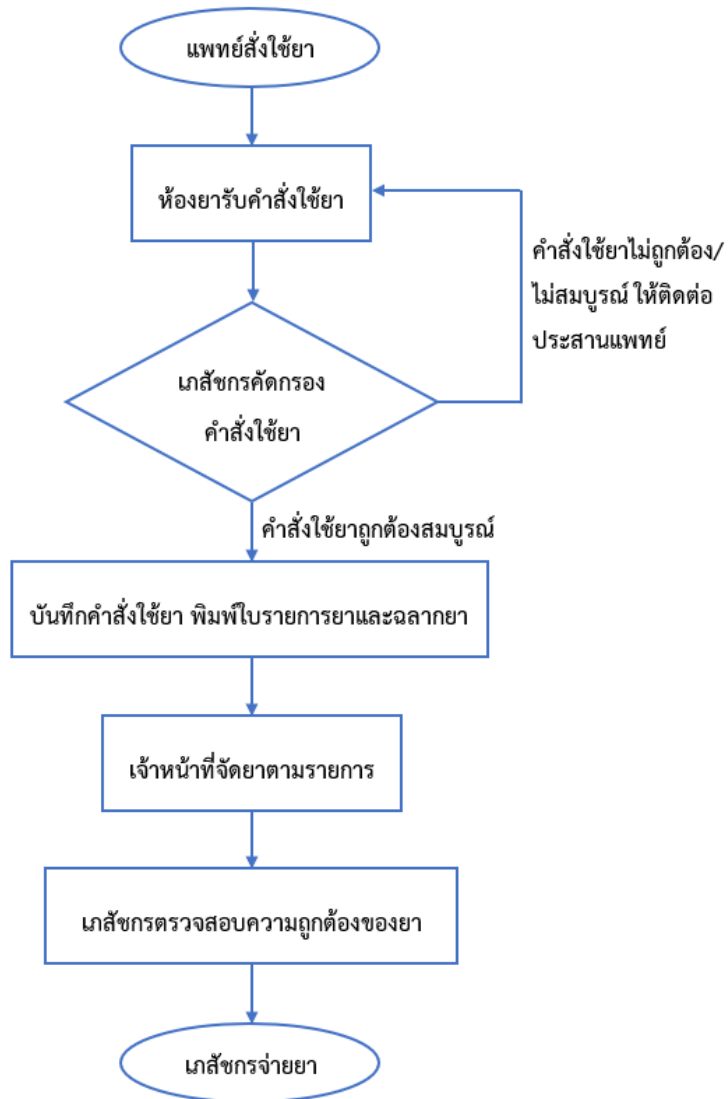 แพทย์สั่งใช้ยา
ห้องยารับคำสั่งใช้ยา
คำสั่งใช้ยาไม่ถูกต้อง/
ไม่สมบูรณ์ ให้ติดต่อ
ประสานแพทย์
เภสัชกรคัดกรอง
คำสั่งใช้ยา
คำสั่งใช้ยาถูกต้องสมบูรณ์
บันทึกคำสั่งใช้ยา พิมพ์ใบรายการยาและฉลากยา
เจ้าหน้าที่จัดยาตามรายการ
เภสัชกรตรวจสอบความถูกต้องของยา
เภสัชกรจ่ายยา